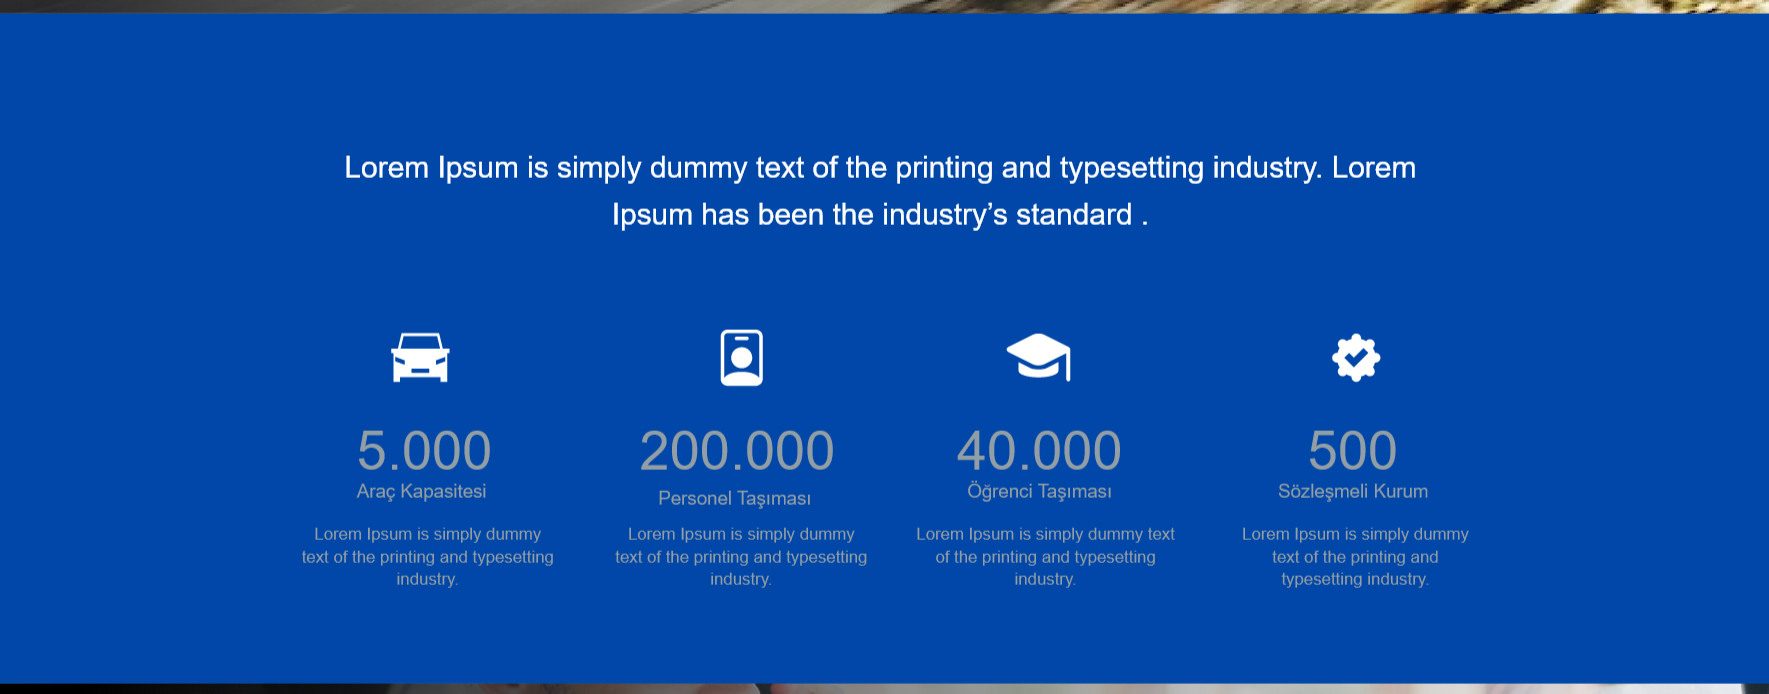 Lorem Ipsum is simply dummy text of the printing and typesetting industry. Lorem
Ipsum has been the industry’s standard .
5.000
Araç Kapasitesi
Lorem Ipsum is simply dummy
text of the printing and typesetting
industry.
200.000
Personel Taşıması
Lorem Ipsum is simply dummy
text of the printing and typesetting
industry.
40.000
Öğrenci Taşıması
Lorem Ipsum is simply dummy text
of the printing and typesetting
industry.
500
Sözleşmeli Kurum
Lorem Ipsum is simply dummy
text of the printing and
typesetting industry.